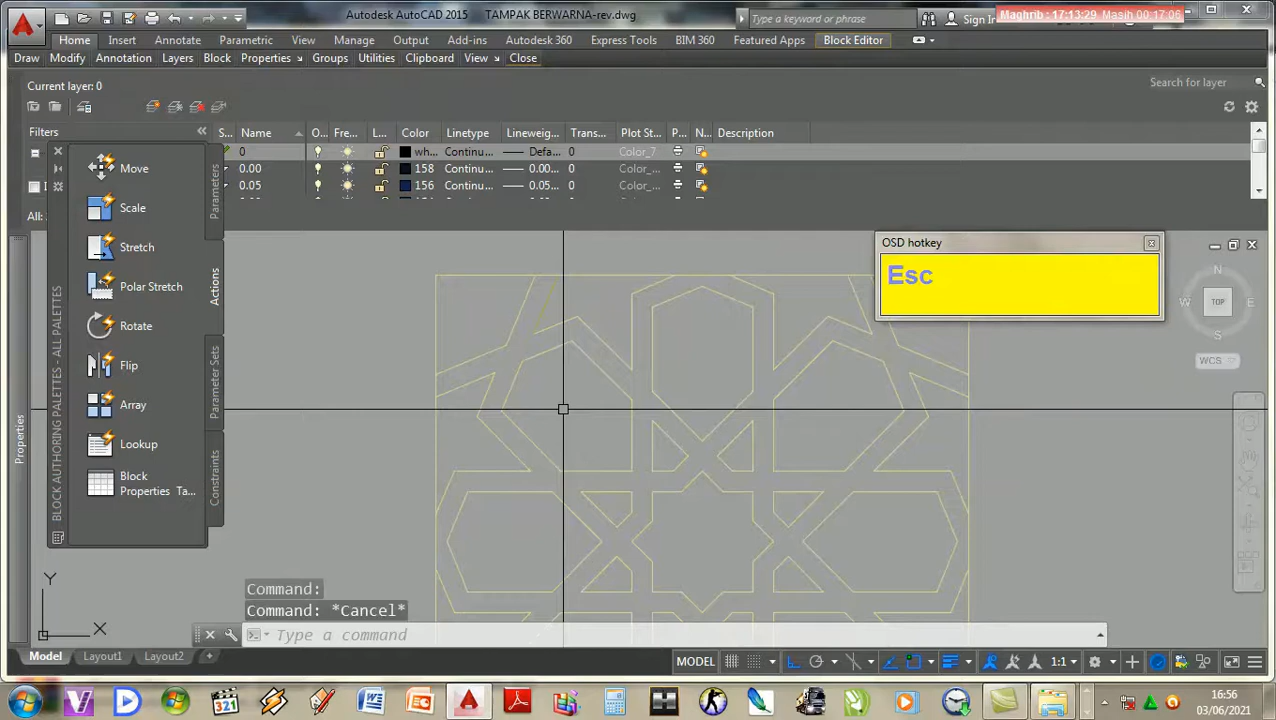 Autodesk AutoCAD 2015 TAMPAK BERWARNA-rev.dwg
Type a keyword or phrase
Sign In
Maghrib : 17:13:29 Masih 00:17:06
Home Insert Annotate Parametric View Manage Output Add-ins Autodesk 360 Express Tools BIM 360 Featured Apps Block Editor
Draw Modify Annotation Layers Block Properties Groups Utilities Clipboard View Close
Current layer: 0
Search for layer
Filters
S... Name O... Fre... L... Color Linetype Lineweig... Trans... Plot St... P... N... Description
0 wh... Continu... Defa... 0 Color_7
0.00 158 Continu... 0.00... 0 Color_...
0.05 156 Continu... 0.05... 0 Color_...
All:
Move
Scale
Stretch
Polar Stretch
Rotate
Flip
Array
Lookup
Block
Properties Ta...
Parameters
Actions
Parameter Sets
Constraints
BLOCK AUTHORING PALETTES - ALL PALETTES
Properties
OSD hotkey
Esc
N
W TOP E
S
WCS
Y
X
Command:
Command: *Cancel*
Type a command
Model Layout1 Layout2 +
MODEL
1:1
321
16:56
03/06/2021